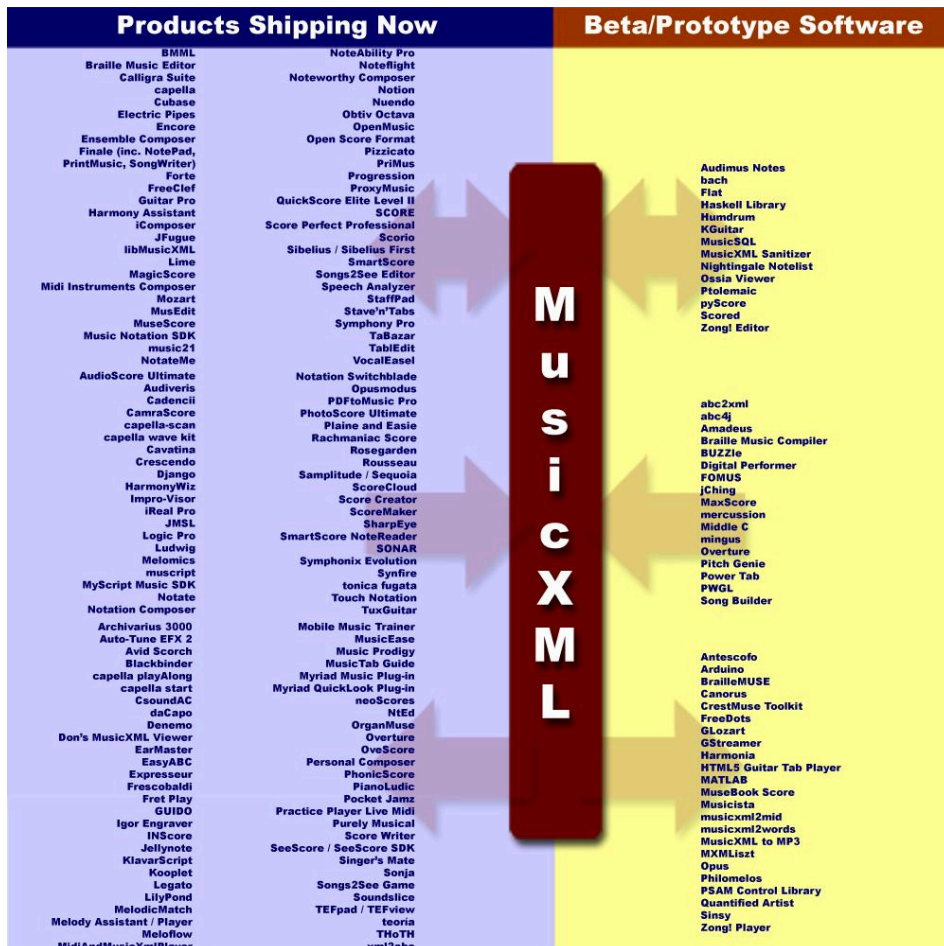 Products Shipping Now
BMML
Braille Music Editor
Calligra Suite
capella
Cubase
Electric Pipes
Encore
Ensemble Composer
Finale (inc. NotePad,
PrintMusic, SongWriter)
Forte
FreeClef
Guitar Pro
Harmony Assistant
iComposer
JFugue
libMusicXML
Lime
MagicScore
Midi Instruments Composer
Mozart
MusEdit
MuseScore
Music Notation SDK
music21
NotateMe
AudioScore Ultimate
Audiveris
Cadencii
CamraScore
capella-scan
capella wave kit
Cavatina
Crescendo
Django
HarmonyWiz
Impro-Visor
iReal Pro
JMSL
Logic Pro
Ludwig
Melomics
muscript
MyScript Music SDK
Notate
Notation Composer
Archivarius 3000
Auto-Tune EFX 2
Avid Scorch
Blackbinder
capella playAlong
capella start
CsoundAC
daCapo
Denemo
Don's MusicXML Viewer
EarMaster
EasyABC
Expresseur
Frescobaldi
Fret Play
GUIDO
Igor Engraver
INScore
Jellynote
KlavarScript
Kooplet
Legato
LilyPond
MelodicMatch
Melody Assistant / Player
Meloflow
MidiAndMusicXmlPlayer
NoteAbility Pro
Noteflight
Noteworthy Composer
Notion
Nuendo
Obtiv Octava
OpenMusic
Open Score Format
Pizzicato
PriMus
Progression
ProxyMusic
QuickScore Elite Level II
SCORE
Score Perfect Professional
Scorio
Sibelius / Sibelius First
SmartScore
Songs2See Editor
Speech Analyzer
StaffPad
Stave'n'Tabs
Symphony Pro
TaBazar
TablEdit
VocalEasel
Notation Switchblade
Opusmodus
PDFtoMusic Pro
PhotoScore Ultimate
Plaine and Easie
Rachmaniac Score
Rosegarden
Rousseau
Samplitude / Sequoia
ScoreCloud
Score Creator
ScoreMaker
SharpEye
SmartScore NoteReader
SONAR
Symphonix Evolution
Synfire
tonica fugata
Touch Notation
TuxGuitar
Mobile Music Trainer
MusicEase
Music Prodigy
MusicTab Guide
Myriad Music Plug-in
Myriad QuickLook Plug-in
neoScores
NtEd
OrganMuse
Overture
OveScore
Personal Composer
PhonicScore
PianoLudic
Pocket Jamz
Practice Player Live Midi
Purely Musical
Score Writer
SeeScore / SeeScore SDK
Singer's Mate
Sonja
Songs2See Game
Soundslice
TEFpad / TEFview
teoria
THoTH
xml2abc
MusicXML
Beta/Prototype Software
Audimus Notes
bach
Flat
Haskell Library
Humdrum
KGuitar
MusicSQL
MusicXML Sanitizer
Nightingale Notelist
Ossia Viewer
Ptolemaic
pyScore
Scored
Zong! Editor
abc2xml
abc4j
Amadeus
Braille Music Compiler
BUZZle
Digital Performer
FOMUS
jChing
MaxScore
mercussion
Middle C
mingus
Overture
Pitch Genie
Power Tab
PWGL
Song Builder
Antescofo
Arduino
BrailleMUSE
Canorus
CrestMuse Toolkit
FreeDots
GLozart
GStreamer
Harmonia
HTML5 Guitar Tab Player
MATLAB
MuseBook Score
Musicista
musicxml2mid
musicxml2words
MusicXML to MP3
MXMLiszt
Opus
Philomelos
PSAM Control Library
Quantified Artist
Sinsy
Zong! Player